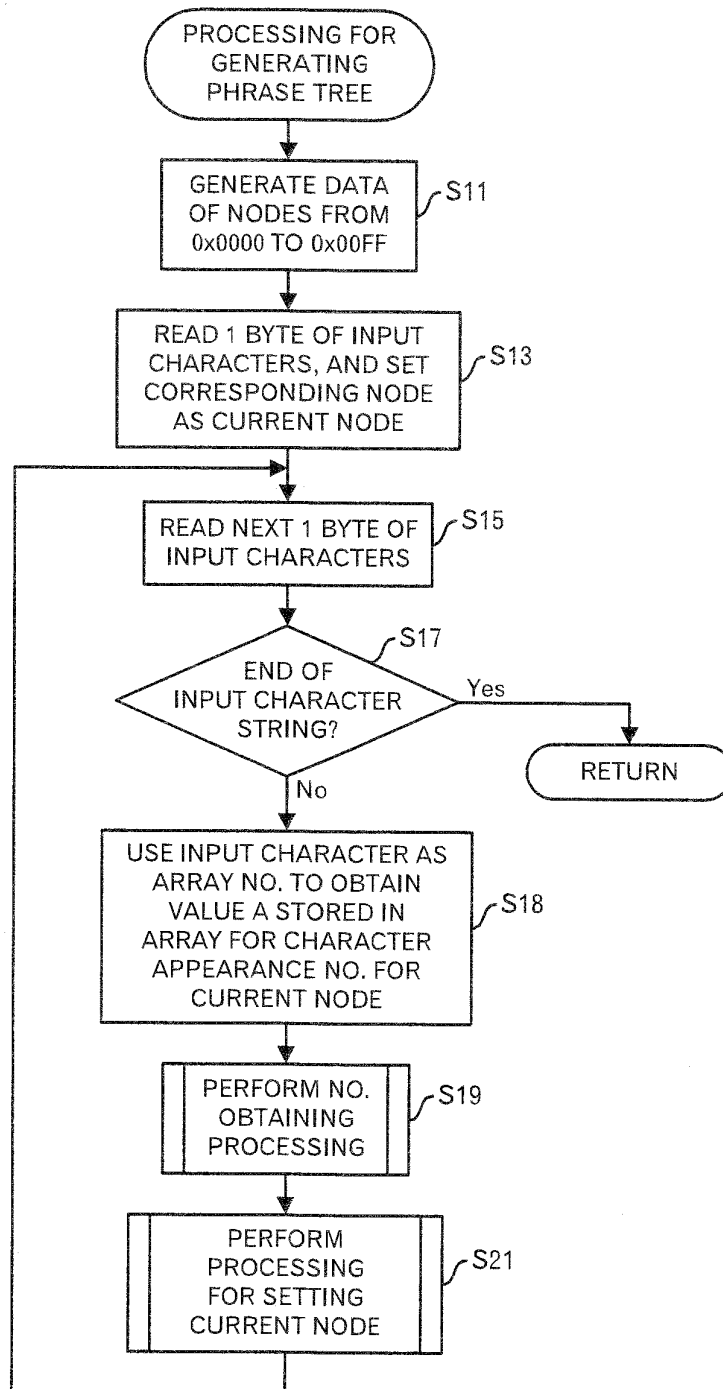 PROCESSING FOR
GENERATING
PHRASE TREE
GENERATE DATA
OF NODES FROM
0x0000 TO 0x00FF
S11
READ 1 BYTE OF INPUT
CHARACTERS, AND SET
CORRESPONDING NODE
AS CURRENT NODE
S13
READ NEXT 1 BYTE OF
INPUT CHARACTERS
S15
END OF
INPUT CHARACTER
STRING?
S17
Yes
RETURN
No
USE INPUT CHARACTER AS
ARRAY NO. TO OBTAIN
VALUE A STORED IN
ARRAY FOR CHARACTER
APPEARANCE NO. FOR
CURRENT NODE
S18
PERFORM NO.
OBTAINING
PROCESSING
S19
PERFORM
PROCESSING
FOR SETTING
CURRENT NODE
S21